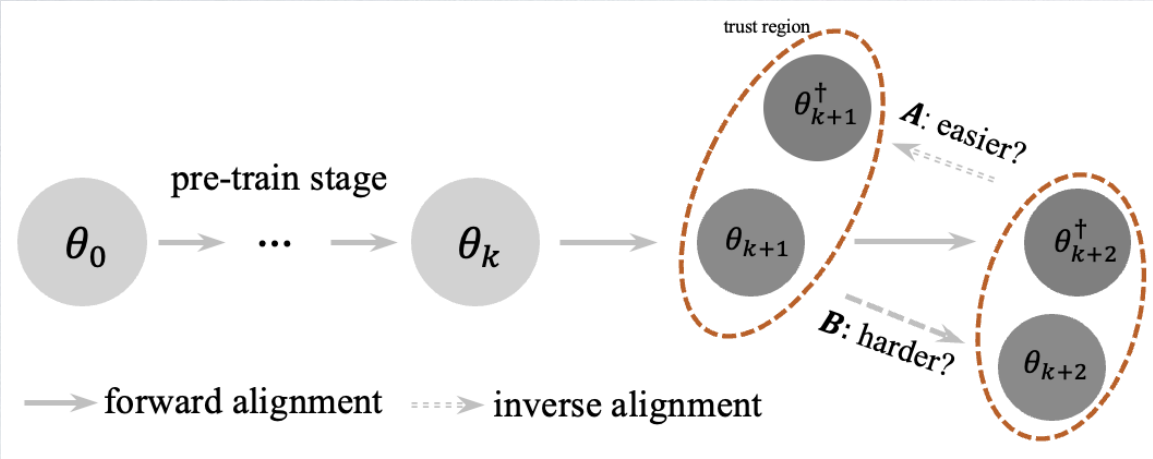 trust region
θ†k+1
A: easier?
pre-train stage
θ0
...
θk
θk+1
θ†k+2
B: harder?
θk+2
forward alignment
inverse alignment